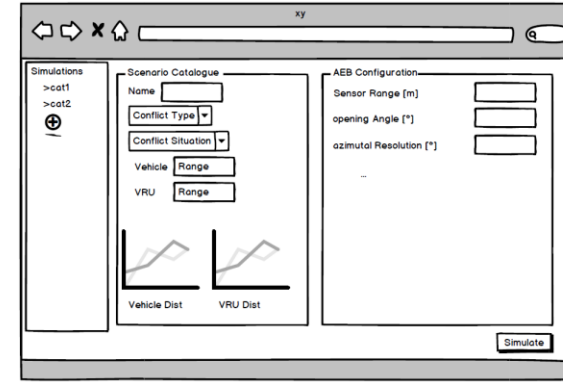 xy
Simulations
>cat1
>cat2
Scenario Catalogue
Name
Conflict Type
Conflict Situation
Vehicle Range
VRU Range
Vehicle Dist VRU Dist
AEB Configuration
Sensor Range [m]
opening Angle [°]
azimutal Resolution [°]
...
Simulate